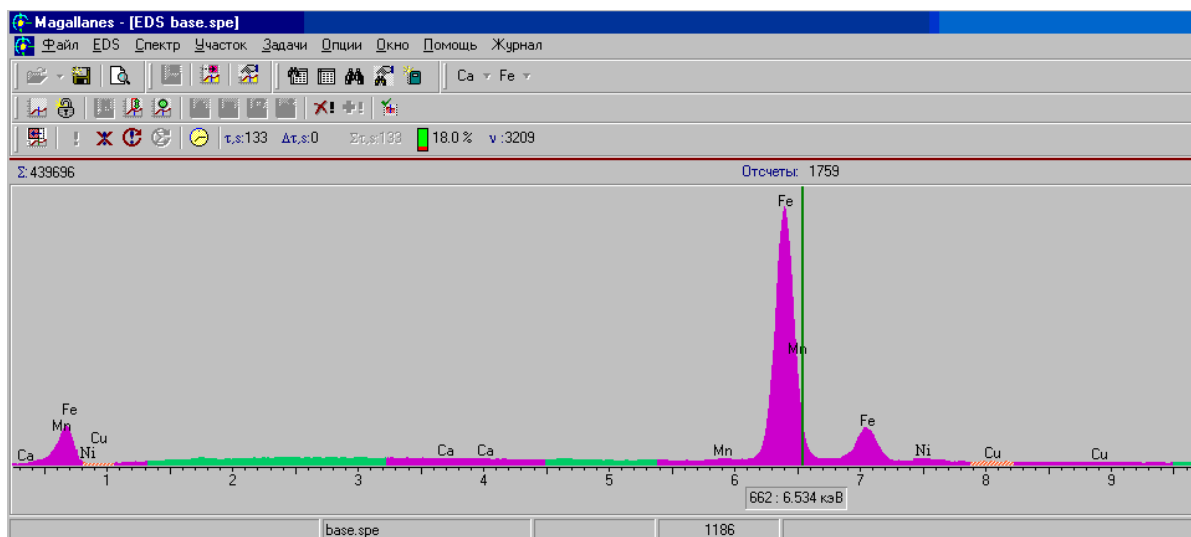 Magallanes - [EDS base.spe]
Файл EDS Спектр Участок Задачи Опции Окно Помощь Журнал
Ca Fe
τ,s:133 Δτ,s:0 Στ,s:133 18.0 % ν :3209
Σ: 439696 Отсчеты: 1759
Fe
Mn
Fe Fe
Mn Cu
Ca Ni Ca Ca Mn Ni Cu Cu
1 2 3 4 5 6 7 8 9
662 : 6.534 кэВ
base.spe 1186